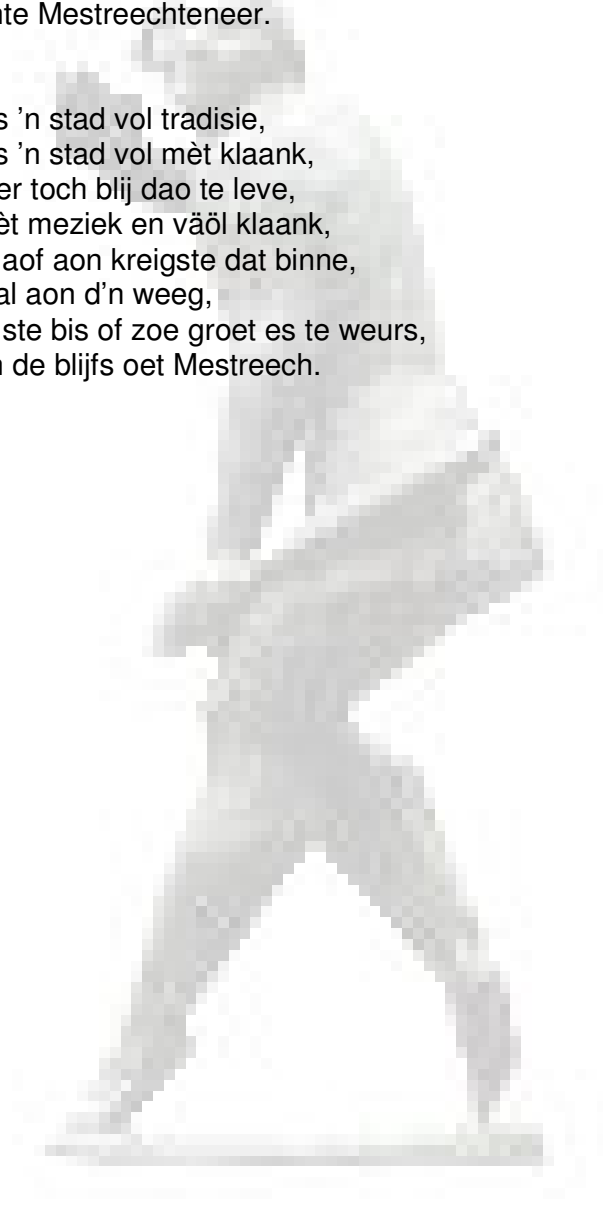 nte Mestreechteneer.
s ’n stad vol tradisie,
s ’n stad vol mèt klaank,
er toch blij dao te leve,
èt meziek en väöl klaank,
aof aon kreigste dat binne,
al aon d’n weeg,
ste bis of zoe groet es te weurs,
de blijfs oet Mestreech.